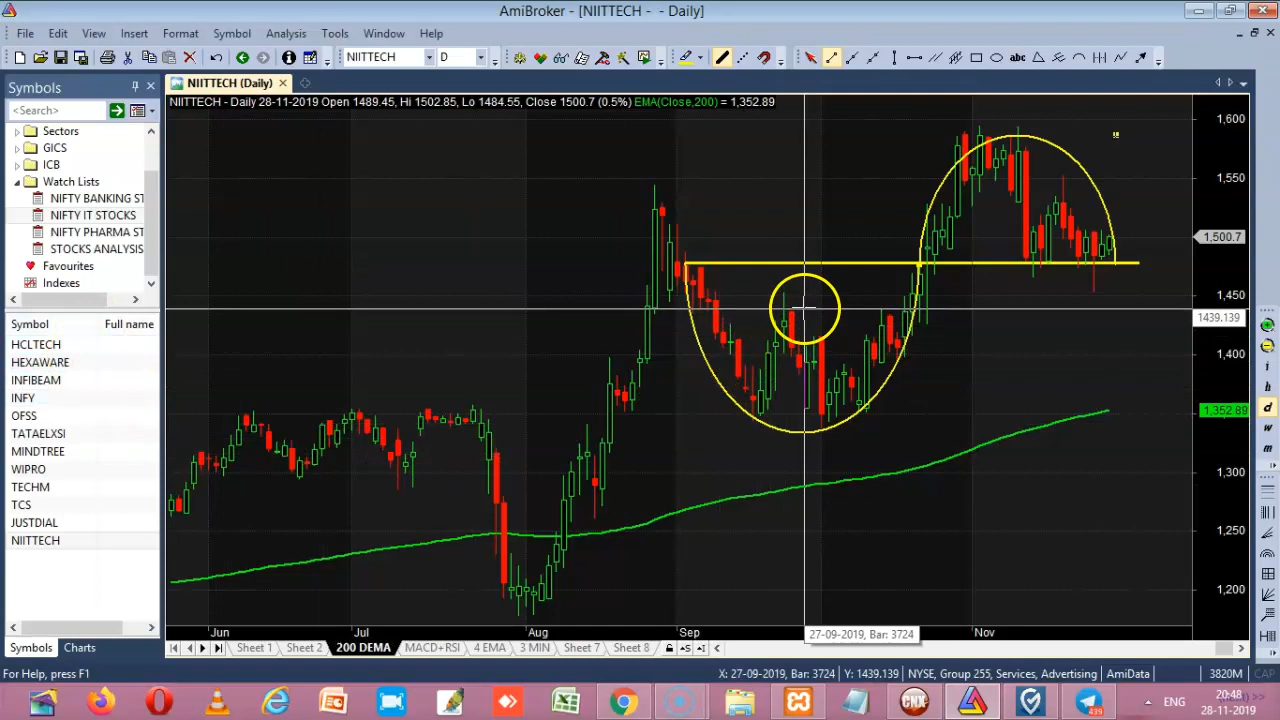 AmiBroker - [NIITTECH -  - Daily]
File Edit View Insert Format Symbol Analysis Tools Window Help
NIITTECH D abc
Symbols
NIITTECH (Daily)
NIITTECH - Daily 28-11-2019 Open 1489.45, Hi 1502.85, Lo 1484.55, Close 1500.7 (0.5%) EMA(Close,200) = 1,352.89
<Search>
Sectors
GICS
ICB
Watch Lists
NIFTY BANKING ST
NIFTY IT STOCKS
NIFTY PHARMA ST
STOCKS ANALYSIS
Favourites
Indexes
Symbol Full name
HCLTECH
HEXAWARE
INFIBEAM
INFY
OFSS
TATAELXSI
MINDTREE
WIPRO
TECHM
TCS
JUSTDIAL
NIITTECH
1,600
1,550
1,500.7
1,450
1439.139
1,400
1,352.89
1,300
1,250
1,200
i
h
d
w
m
Jun Jul Aug Sep 27-09-2019, Bar: 3724 Nov
Symbols Charts
Sheet 1 Sheet 2 200 DEMA MACD+RSI 4 EMA 3 MIN Sheet 7 Sheet 8
For Help, press F1
X: 27-09-2019, Bar: 3724 Y: 1439.139 NYSE, Group 255, Services, Advertising AmiData 3820M CAP
CNX
439
ENG
20:48
28-11-2019